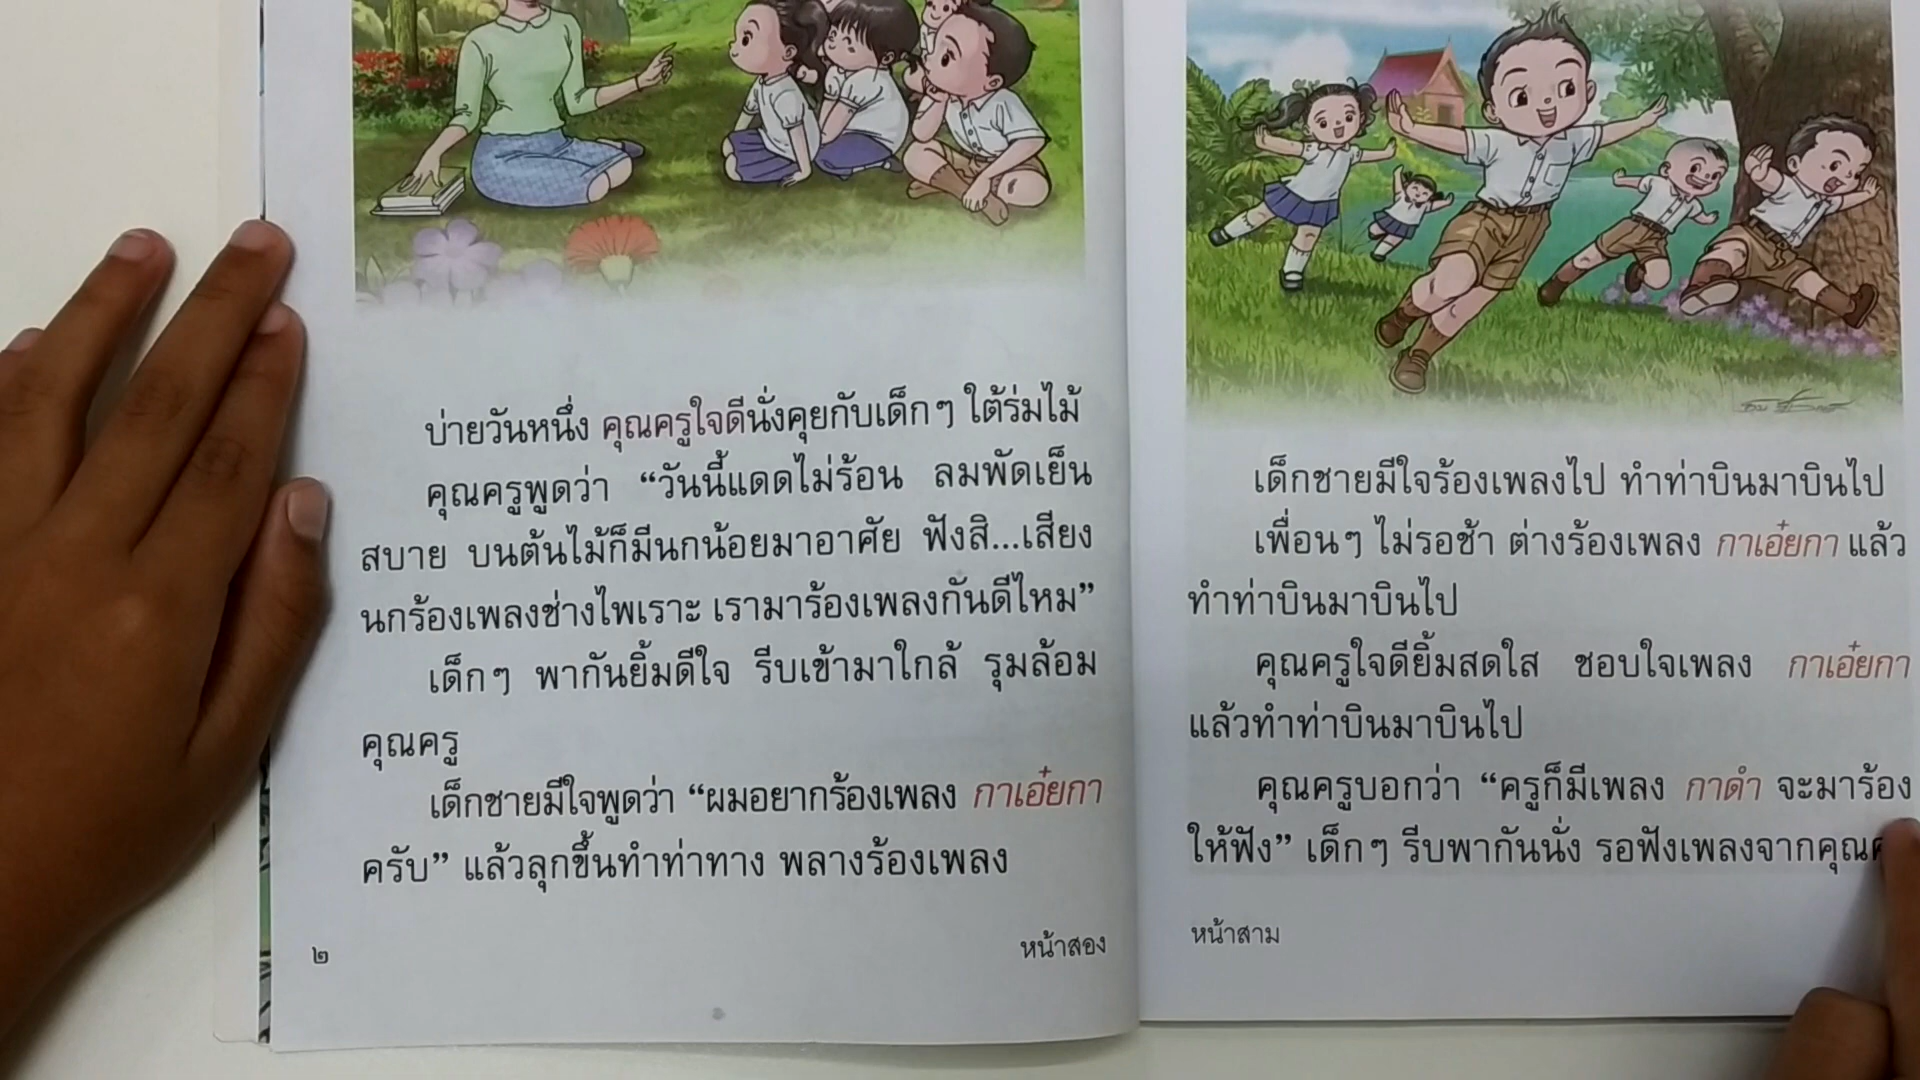 บ่ายวันหนึ่ง คุณครูใจดีนั่งคุยกับเด็กๆ ใต้ร่มไม้
คุณครูพูดว่า “วันนี้แดดไม่ร้อน ลมพัดเย็น
สบาย บนต้นไม้ก็มีนกน้อยมาอาศัย ฟังสิ...เสียง
นกร้องเพลงช่างไพเราะ เรามาร้องเพลงกันดีไหม”
เด็กๆ พากันยิ้มดีใจ รีบเข้ามาใกล้ รุมล้อม
คุณครู
เด็กชายมีใจพูดว่า “ผมอยากร้องเพลง กาเอ๋ยกา
ครับ” แล้วลุกขึ้นทำท่าทาง พลางร้องเพลง
๒
หน้าสอง
เด็กชายมีใจร้องเพลงไป ทำท่าบินมาบินไป
เพื่อนๆ ไม่รอช้า ต่างร้องเพลง กาเอ๋ยกา แล้ว
ทำท่าบินมาบินไป
คุณครูใจดียิ้มสดใส ชอบใจเพลง กาเอ๋ยกา
แล้วทำท่าบินมาบินไป
คุณครูบอกว่า “ครูก็มีเพลง กาดำ จะมาร้อง
ให้ฟัง” เด็กๆ รีบพากันนั่ง รอฟังเพลงจากคุณ
หน้าสาม